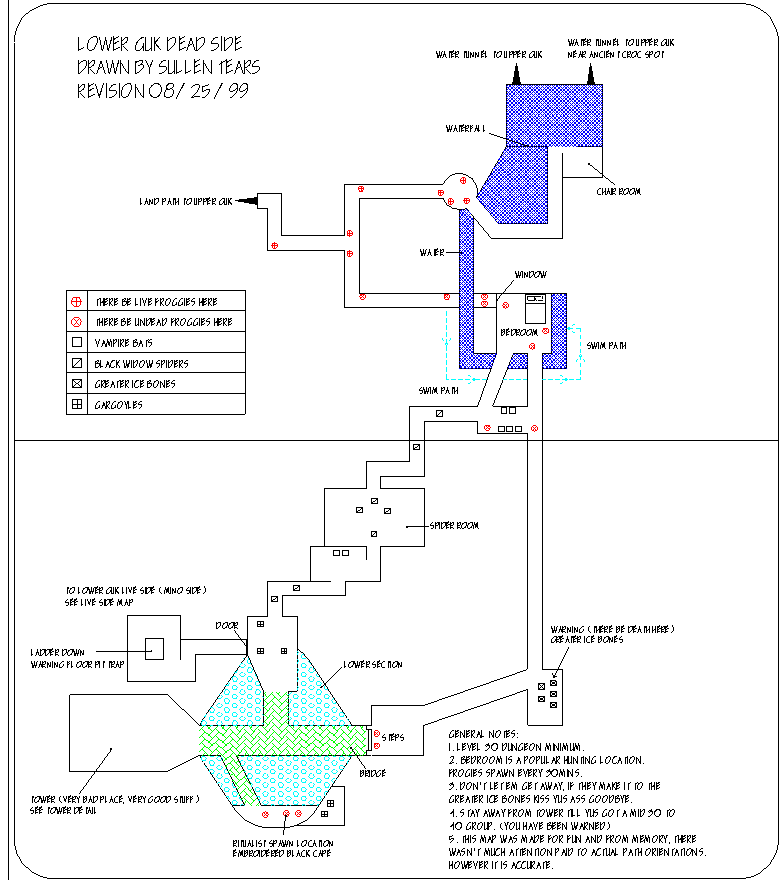 LOWER GUK DEAD SIDE
DRAWN BY SULLEN TEARS
REVISION 08/25/99
WATER TUNNEL TO UPPER GUK
WATER TUNNEL TO UPPER GUK
NEAR ANCIENT CROC SPOT
WATERFALL
CHAIR ROOM
LAND PATH TO UPPER GUK
WATER
WINDOW
BEDROOM
SWIM PATH
SWIM PATH
THERE BE LIVE FROGGIES HERE
THERE BE UNDEAD FROGGIES HERE
VAMPIRE BATS
BLACK WIDOW SPIDERS
GREATER ICE BONES
GARGOYLES
SPIDER ROOM
TO LOWER GUK LIVE SIDE (MINO SIDE)
SEE LIVE SIDE MAP
DOOR
LADDER DOWN
WARNING FLOOR PIT TRAP
LOWER SECTION
WARNING (THERE BE DEATH HERE)
GREATER ICE BONES
STEPS
BRIDGE
TOWER (VERY BAD PLACE, VERY GOOD STUFF)
SEE TOWER DETAIL
RITUALIST SPAWN LOCATION
EMBROIDERED BLACK CAPE
GENERAL NOTES:
1. LEVEL 30 DUNGEON MINIMUM.
2. BEDROOM IS A POPULAR HUNTING LOCATION.
FROGIES SPAWN EVERY 30MINS.
3. DON'T LET EM GET AWAY, IF THEY MAKE IT TO THE
GREATER ICE BONES KISS YUS ASS GOODBYE.
4. STAY AWAY FROM TOWER TILL YUS GOT A MID 30 TO
40 GROUP. (YOU HAVE BEEN WARNED)
5. THIS MAP WAS MADE FOR FUN AND FROM MEMORY, THERE
WASN'T MUCH ATTENTION PAID TO ACTUAL PATH ORIENTATIONS.
HOWEVER IT IS ACCURATE.